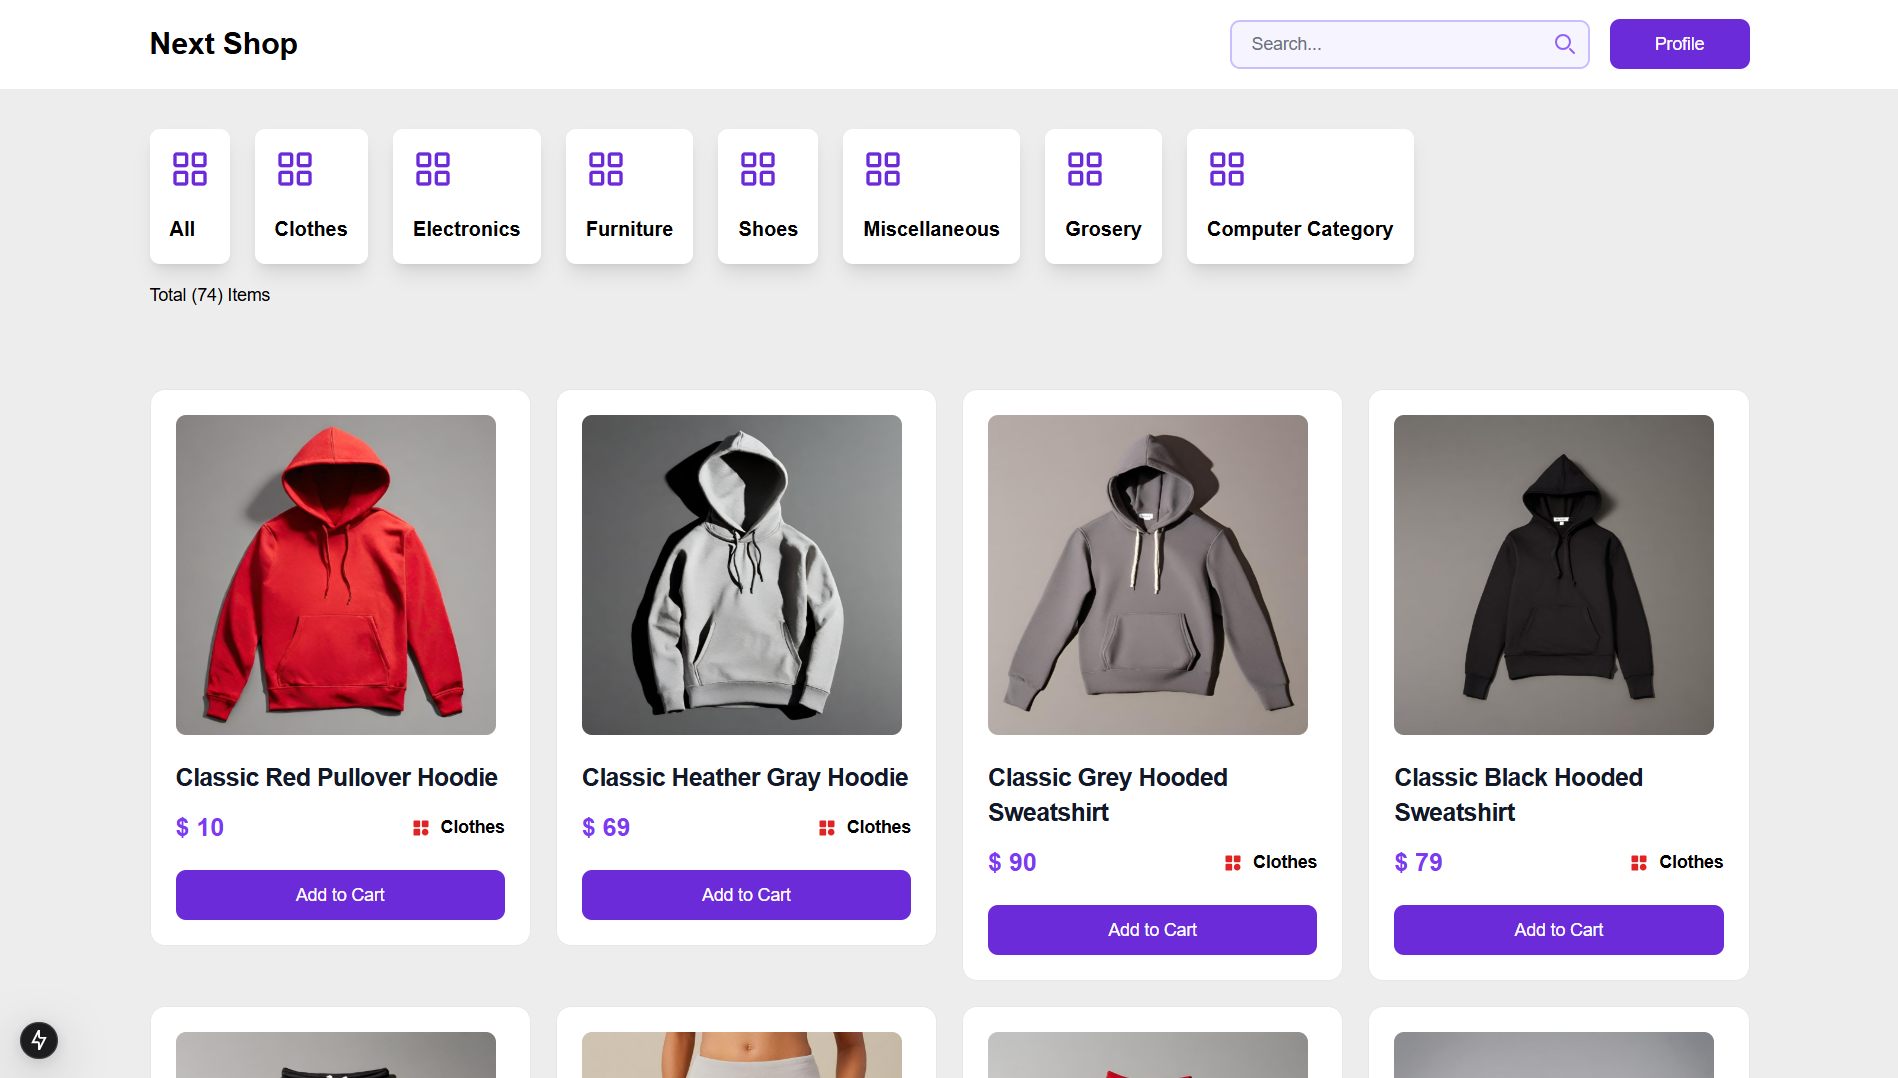 Next Shop
Search...
Profile
All
Clothes
Electronics
Furniture
Shoes
Miscellaneous
Grosery
Computer Category
Total (74) Items
Classic Red Pullover Hoodie
$ 10
Clothes
Add to Cart
Classic Heather Gray Hoodie
$ 69
Clothes
Add to Cart
Classic Grey Hooded
Sweatshirt
$ 90
Clothes
Add to Cart
Classic Black Hooded
Sweatshirt
$ 79
Clothes
Add to Cart